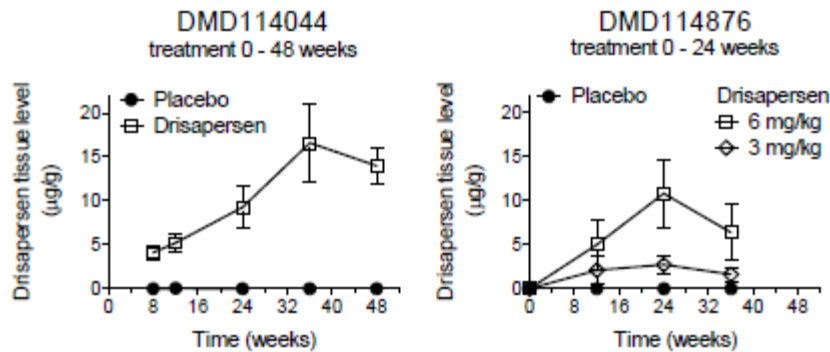 DMD114044
treatment 0 - 48 weeks
Drisapersen tissue level
(µg/g)
20
15
10
5
0
Placebo
Drisapersen
0 8 16 24 32 40 48
Time (weeks)
DMD114876
treatment 0 - 24 weeks
Drisapersen tissue level
(µg/g)
20
15
10
5
0
Placebo
Drisapersen
6 mg/kg
3 mg/kg
0 8 16 24 32 40 48
Time (weeks)